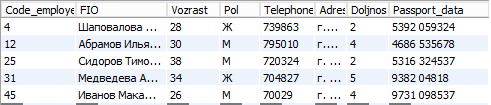 Code_employe FIO Vozrast Pol Telephone Adres Doljnos Passport_data
4 Шаповалова ... 28 Ж 739863 г.... 2 5392 059324
12 Абрамов Илья... 30 М 795010 г.... 4 4686 535678
25 Сидоров Тимо... 38 М 720324 г. ... 2 5316 324537
31 Медведева А... 34 Ж 704827 г. ... 5 9382 04818
45 Иванов Мака... 26 М 70029 г. ... 4 9731 098537